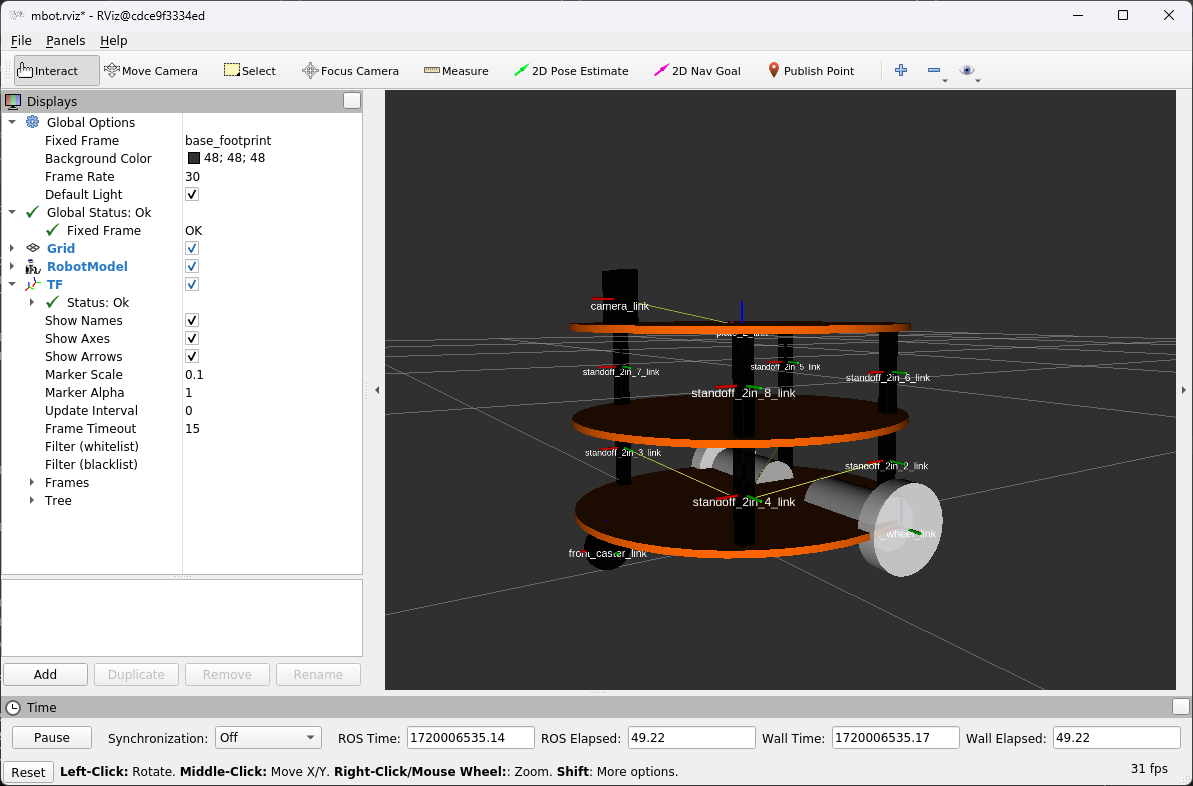 mbot.rviz* - RViz@cdce9f3334ed
File Panels Help
Interact Move Camera Select Focus Camera Measure 2D Pose Estimate 2D Nav Goal Publish Point
Displays
Global Options
Fixed Frame base_footprint
Background Color 48; 48; 48
Frame Rate 30
Default Light
Global Status: Ok
Fixed Frame OK
Grid
RobotModel
TF
Status: Ok
Show Names
Show Axes
Show Arrows
Marker Scale 0.1
Marker Alpha 1
Update Interval 0
Frame Timeout 15
Filter (whitelist)
Filter (blacklist)
Frames
Tree
Add Duplicate Remove Rename
camera_link
standoff_2in_7_link
standoff_2in_5_link
standoff_2in_6_link
standoff_2in_8_link
standoff_2in_3_link
standoff_2in_2_link
standoff_2in_4_link
_wheel_link
front_caster_link
Time
Pause Synchronization: Off ROS Time: 1720006535.14 ROS Elapsed: 49.22 Wall Time: 1720006535.17 Wall Elapsed: 49.22
Reset Left-Click: Rotate. Middle-Click: Move X/Y. Right-Click/Mouse Wheel:: Zoom. Shift: More options. 31 fps